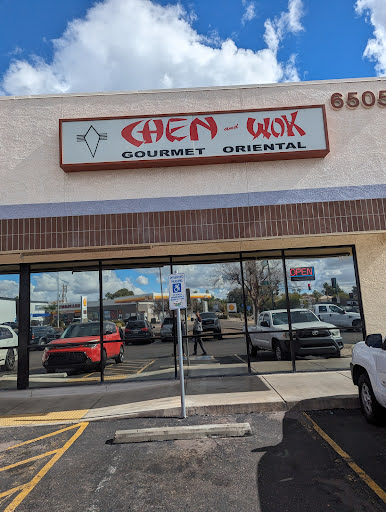 6505
CHEN and WOK
GOURMET ORIENTAL
OPEN